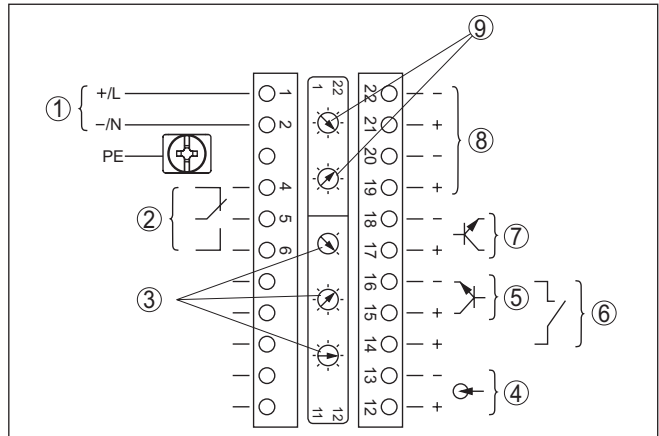 ⑨
① +/L 1 1 22 22 −
−/N 2 21 + ⑧
PE 20 −
4 19 +
② 5 18 − ⑦
6 17 +
16 − ⑤ ⑥
③ 15 +
14 +
13 − ④
11 12 12 +